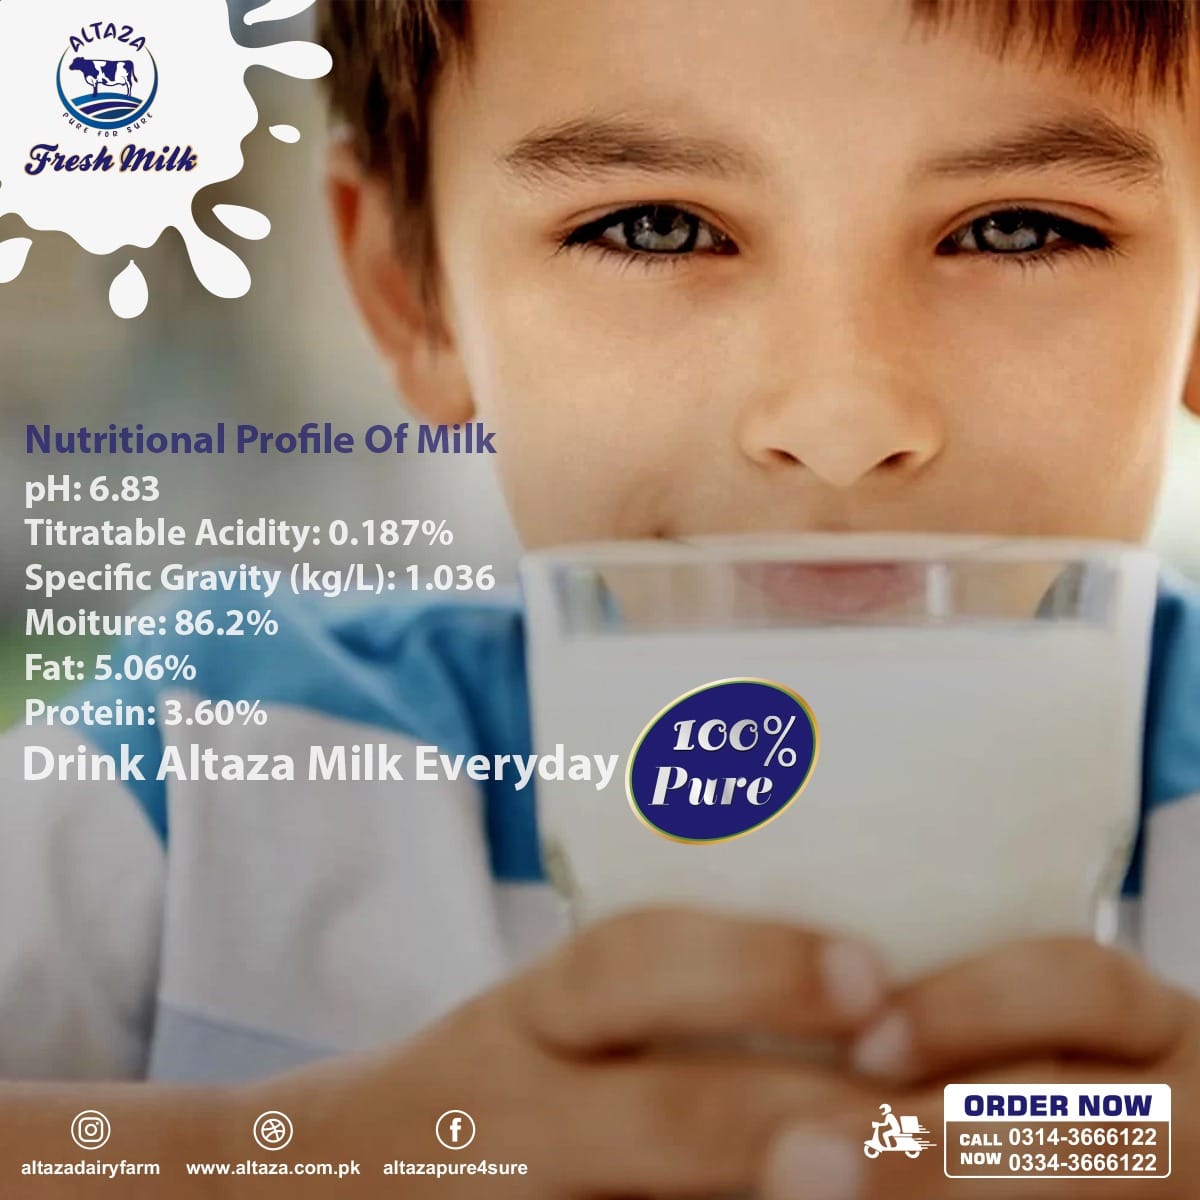 ALTAZA
PURE FOR SURE
Fresh Milk
Nutritional Profile Of Milk
pH: 6.83
Titratable Acidity: 0.187%
Specific Gravity (kg/L): 1.036
Moiture: 86.2%
Fat: 5.06%
Protein: 3.60%
Drink Altaza Milk Everyday
100%
Pure
altazadairyfarm
www.altaza.com.pk
altazapure4sure
ORDER NOW
CALL NOW
0314-3666122
0334-3666122